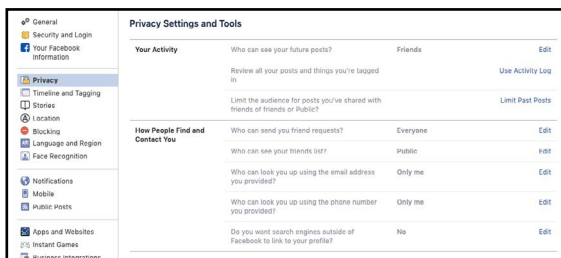 General
Security and Login
Your Facebook
Information
Privacy
Timeline and Tagging
Stories
Location
Blocking
Language and Region
Face Recognition
Notifications
Mobile
Public Posts
Apps and Websites
Instant Games
Business Integrations
Privacy Settings and Tools
Your Activity
Who can see your future posts?
Friends
Edit
Review all your posts and things you're tagged
in
Use Activity Log
Limit the audience for posts you've shared with
friends of friends or Public?
Limit Past Posts
How People Find and
Contact You
Who can send you friend requests?
Everyone
Edit
Who can see your friends list?
Public
Edit
Who can look you up using the email address
you provided?
Only me
Edit
Who can look you up using the phone number
you provided?
Only me
Edit
Do you want search engines outside of
Facebook to link to your profile?
No
Edit